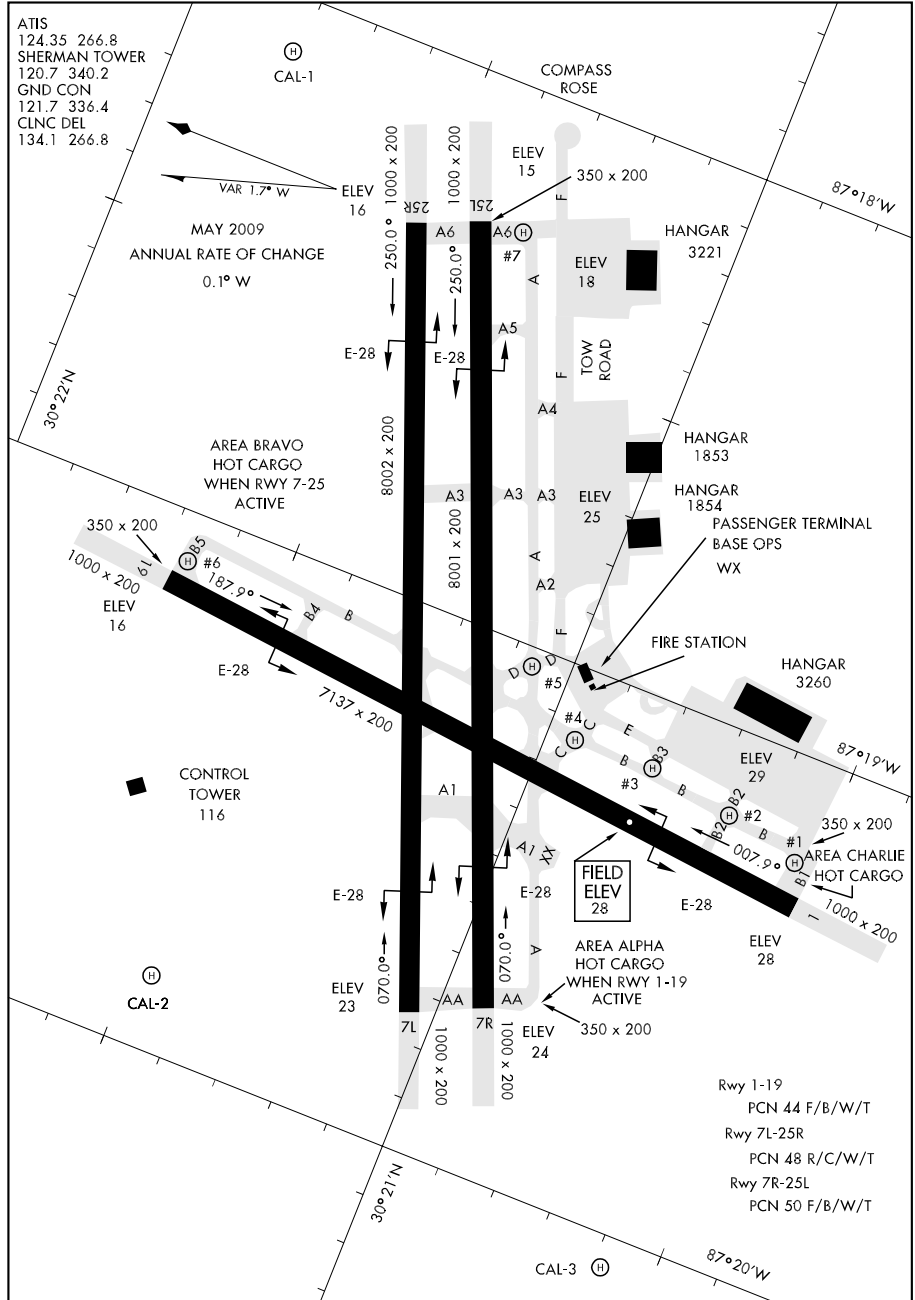 ATIS
124.35 266.8
SHERMAN TOWER
120.7 340.2
GND CON
121.7 336.4
CLNC DEL
134.1 266.8
H
CAL-1
COMPASS
ROSE
VAR 1.7° W
ELEV
16
MAY 2009
ANNUAL RATE OF CHANGE
0.1° W
1000 x 200
1000 x 200
ELEV
15
350 x 200
F
87°18'W
25R
25L
A6
A6
H
#7
250.0°
250.0°
A
ELEV
18
HANGAR
3221
E-28
E-28
A5
F
TOW
ROAD
30°22'N
A4
8002 x 200
AREA BRAVO
HOT CARGO
WHEN RWY 7-25
ACTIVE
HANGAR
1853
A3
A3
A3
ELEV
25
HANGAR
1854
8001 x 200
PASSENGER TERMINAL
BASE OPS
WX
350 x 200
B5
H
#6
1000 x 200
19
187.9°
A
A2
ELEV
16
B4
B
F
FIRE STATION
E-28
D
H
D
#5
HANGAR
3260
7137 x 200
#4
C
H
C
E
B
B3
H
#3
B
87°19'W
ELEV
29
CONTROL
TOWER
116
A1
B2
H
#2
B2
B
#1
350 x 200
H
AREA CHARLIE
HOT CARGO
A1
XX
007.9°
B1
FIELD
ELEV
28
E-28
E-28
E-28
1
1000 x 200
ELEV
28
070.0°
070.0°
A
AREA ALPHA
HOT CARGO
WHEN RWY 1-19
ACTIVE
H
CAL-2
ELEV
23
AA
AA
350 x 200
7L
7R
ELEV
24
1000 x 200
1000 x 200
Rwy 1-19
PCN 44 F/B/W/T
Rwy 7L-25R
PCN 48 R/C/W/T
Rwy 7R-25L
PCN 50 F/B/W/T
30°21'N
87°20'W
CAL-3 H